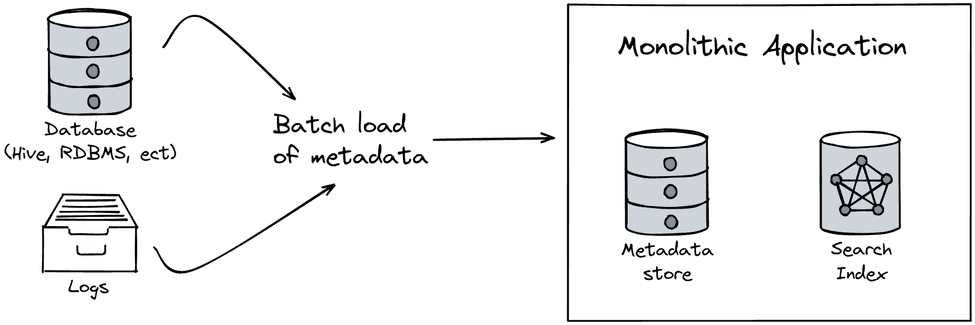 Database
(Hive, RDBMS, ect)
Logs
Batch load
of metadata
Monolithic Application
Metadata
store
Search
Index